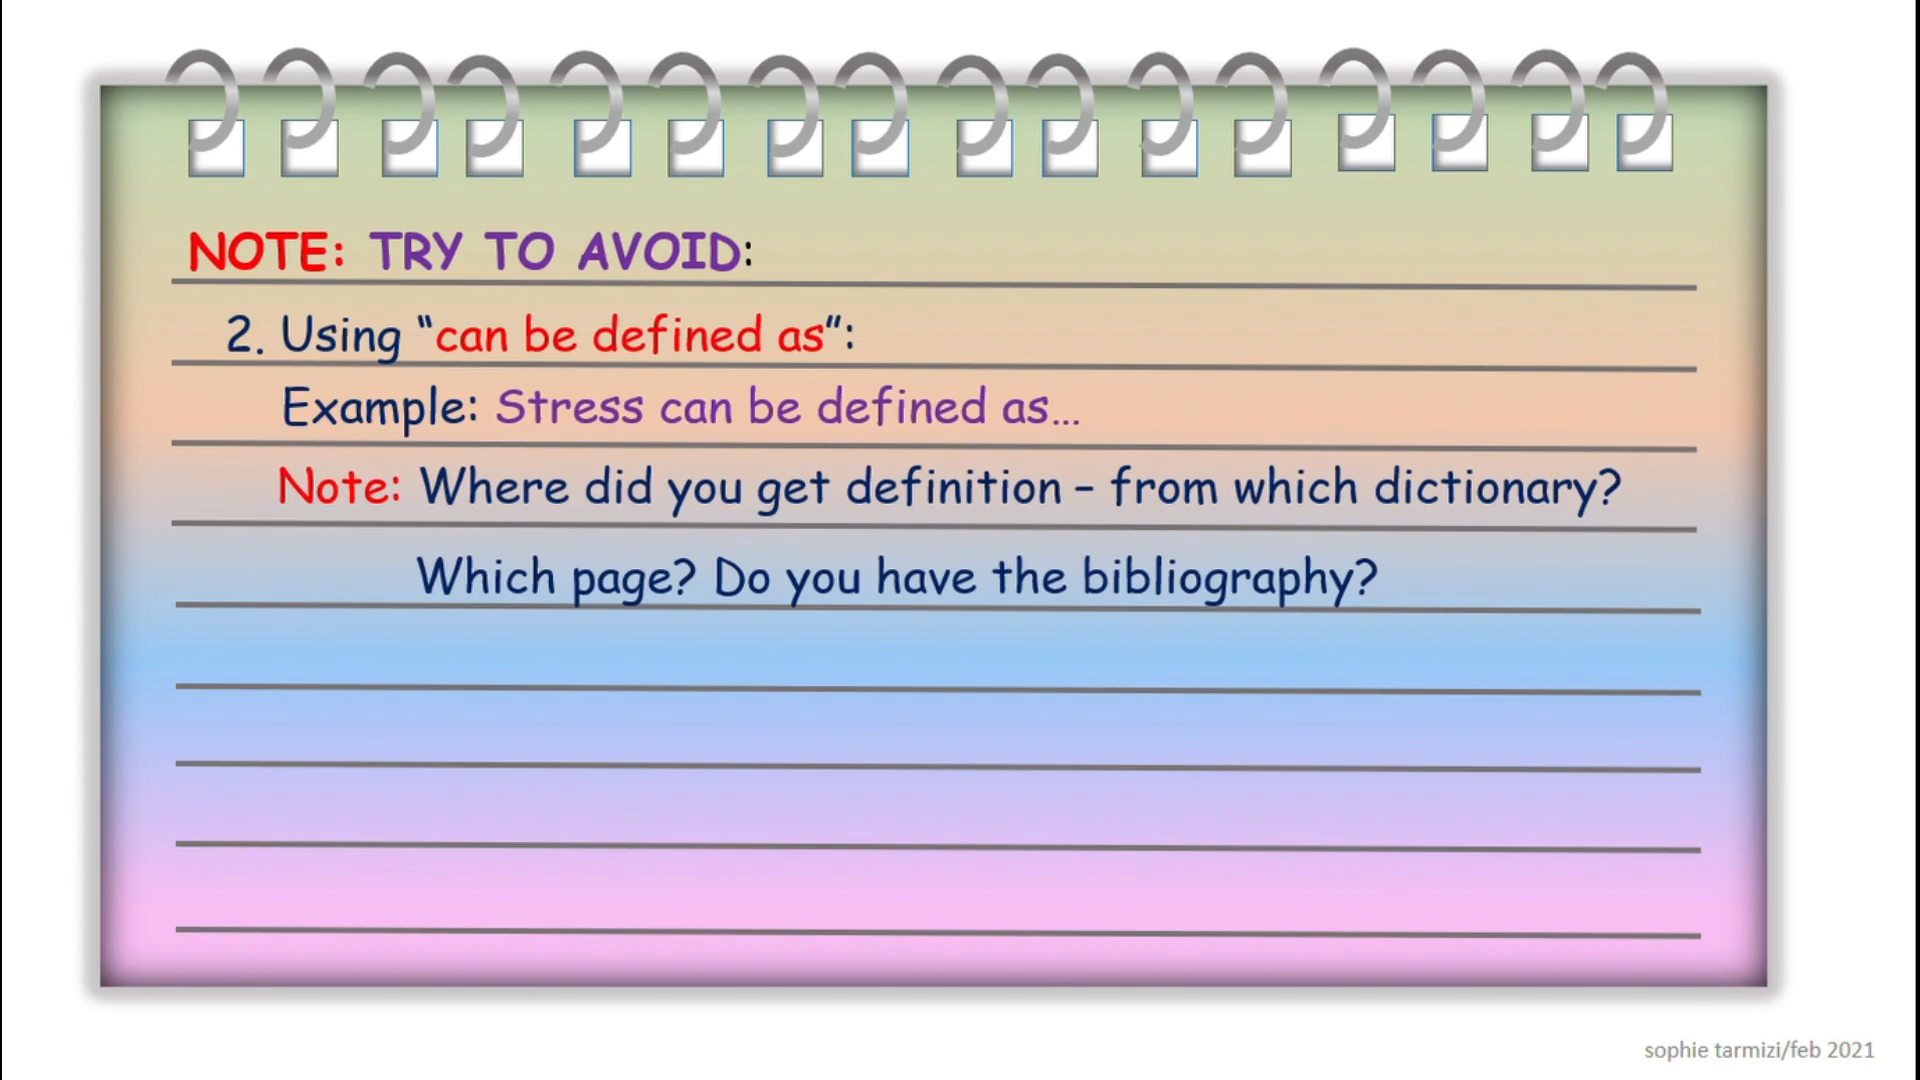 NOTE: TRY TO AVOID:
2. Using “can be defined as”:
Example: Stress can be defined as...
Note: Where did you get definition – from which dictionary?
Which page? Do you have the bibliography?
sophie tarmizi/feb 2021